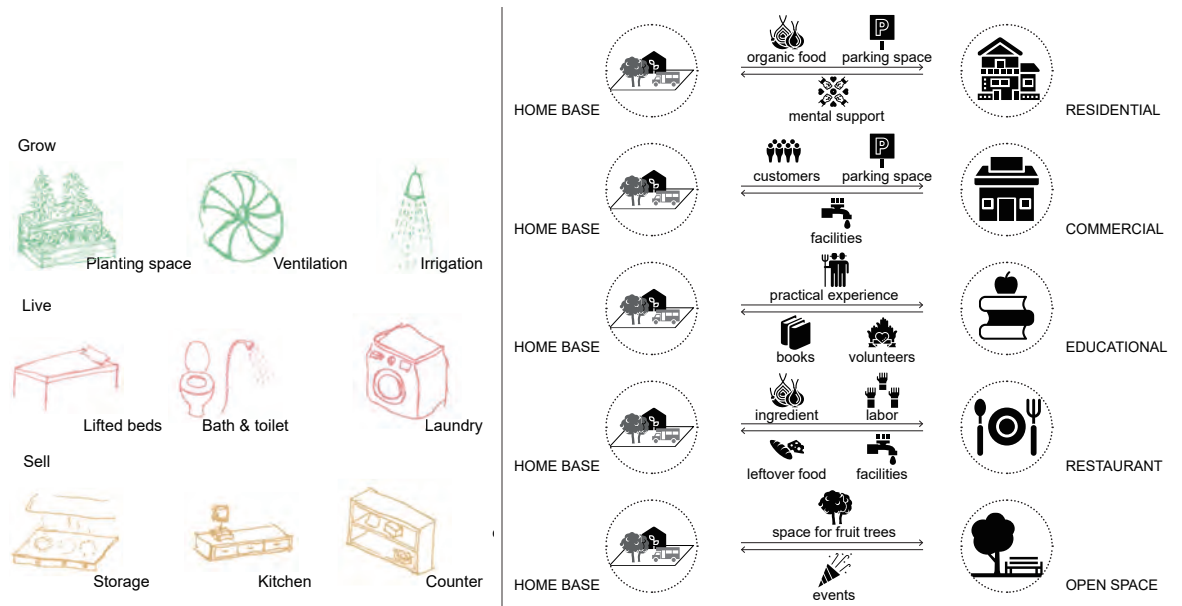 Grow
Planting space
Ventilation
Irrigation
Live
Lifted beds
Bath & toilet
Laundry
Sell
Storage
Kitchen
Counter
HOME BASE
organic food
P
parking space
mental support
RESIDENTIAL
HOME BASE
customers
P
parking space
facilities
COMMERCIAL
HOME BASE
practical experience
books
volunteers
EDUCATIONAL
HOME BASE
ingredient
labor
leftover food
facilities
RESTAURANT
HOME BASE
space for fruit trees
events
OPEN SPACE